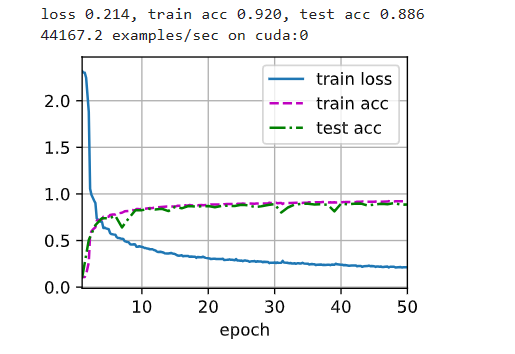 loss 0.214, train acc 0.920, test acc 0.886
44167.2 examples/sec on cuda:0
train loss
train acc
test acc
2.0
1.5
1.0
0.5
0.0
10 20 30 40 50
epoch